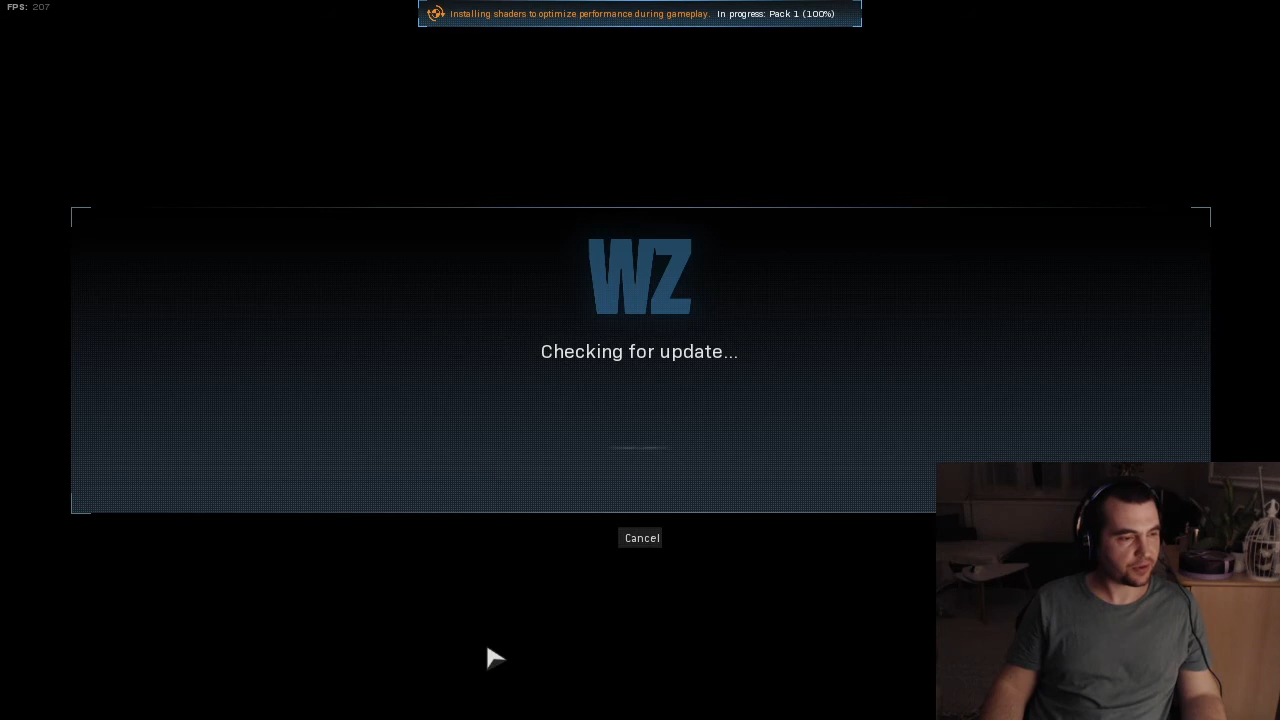 FPS: 207
Installing shaders to optimize performance during gameplay. In progress: Pack 1 (100%)
WZ
Checking for update...
Cancel